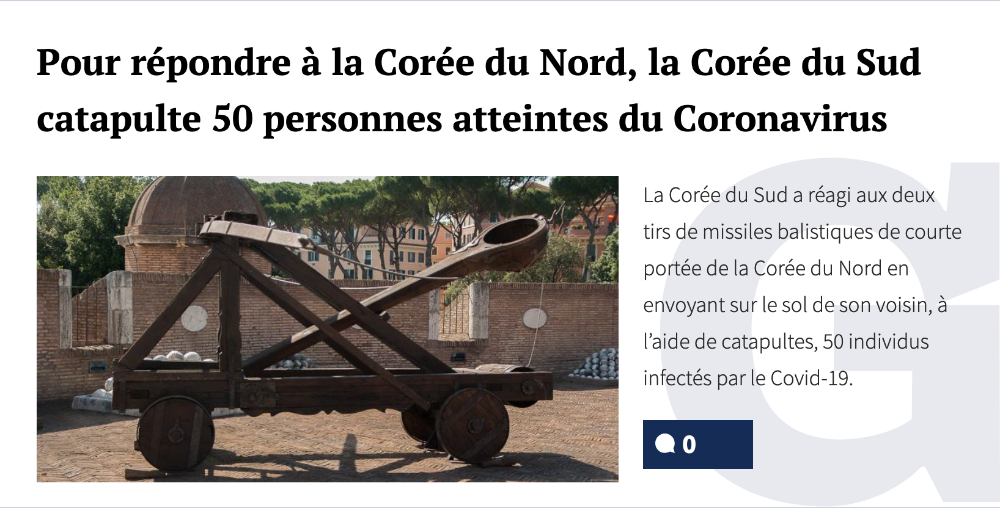 Pour répondre à la Corée du Nord, la Corée du Sud
catapulte 50 personnes atteintes du Coronavirus
La Corée du Sud a réagi aux deux
tirs de missiles balistiques de courte
portée de la Corée du Nord en
envoyant sur le sol de son voisin, à
l’aide de catapultes, 50 individus
infectés par le Covid-19.
0
G